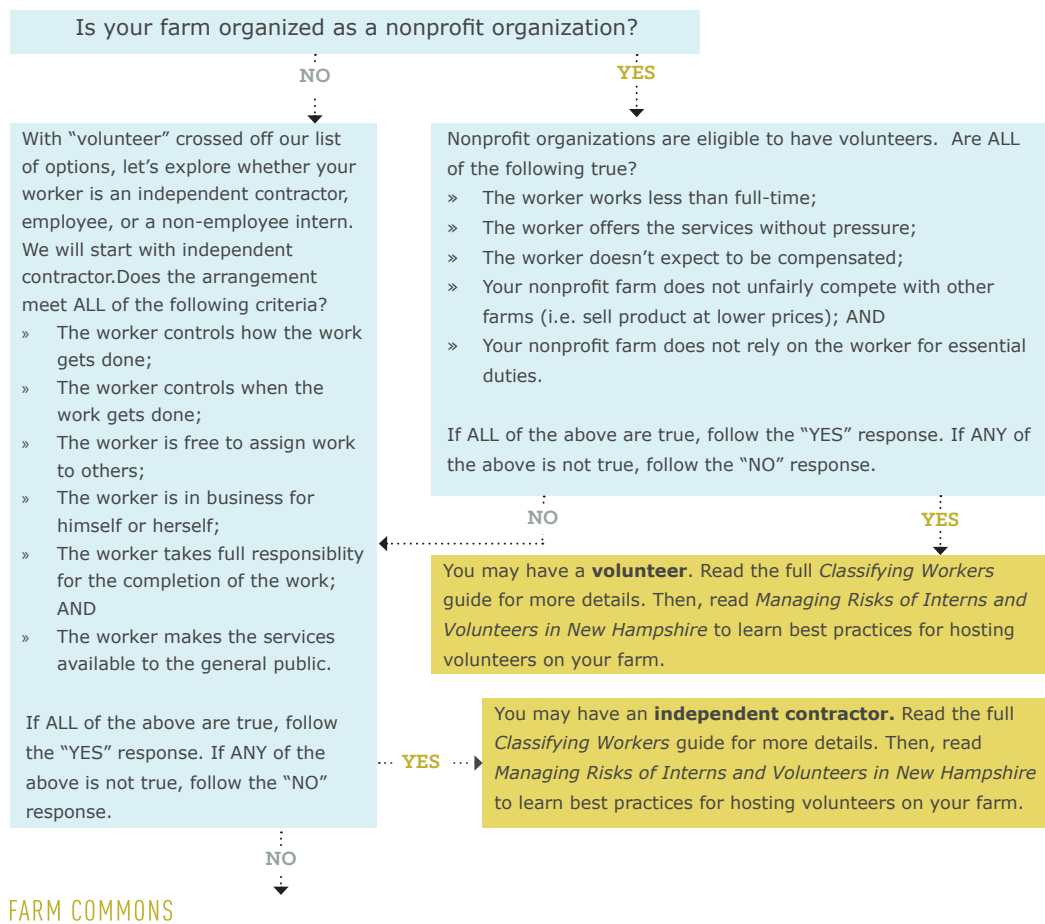 Is your farm organized as a nonprofit organization?
NO
YES
With “volunteer” crossed off our list
of options, let’s explore whether your
worker is an independent contractor,
employee, or a non-employee intern.
We will start with independent
contractor.Does the arrangement
meet ALL of the following criteria?
» The worker controls how the work
gets done;
» The worker controls when the
work gets done;
» The worker is free to assign work
to others;
» The worker is in business for
himself or herself;
» The worker takes full responsiblity
for the completion of the work;
AND
» The worker makes the services
available to the general public.
If ALL of the above are true, follow
the “YES” response. If ANY of the
above is not true, follow the “NO”
response.
Nonprofit organizations are eligible to have volunteers.  Are ALL
of the following true?
» The worker works less than full-time;
» The worker offers the services without pressure;
» The worker doesn’t expect to be compensated;
» Your nonprofit farm does not unfairly compete with other
farms (i.e. sell product at lower prices); AND
» Your nonprofit farm does not rely on the worker for essential
duties.
If ALL of the above are true, follow the “YES” response. If ANY of
the above is not true, follow the “NO” response.
NO
YES
You may have a volunteer. Read the full Classifying Workers
guide for more details. Then, read Managing Risks of Interns and
Volunteers in New Hampshire to learn best practices for hosting
volunteers on your farm.
YES
You may have an independent contractor. Read the full
Classifying Workers guide for more details. Then, read
Managing Risks of Interns and Volunteers in New Hampshire
to learn best practices for hosting volunteers on your farm.
NO
FARM COMMONS